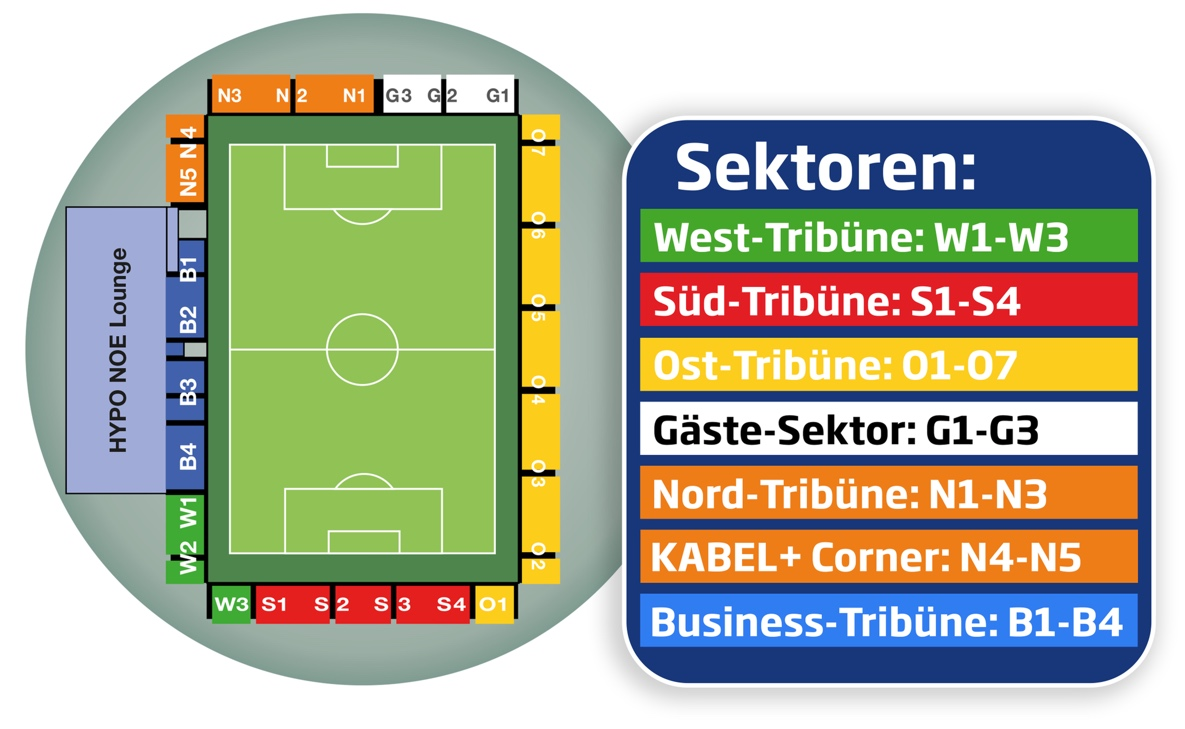 N3 N2 N1 G3 G2 G1
N4
N5
B1
B2
B3
B4
W1
W2
HYPO NOE Lounge
O7
O6
O5
O4
O3
O2
W3 S1 S2 S3 S4 O1
Sektoren:
West-Tribüne: W1-W3
Süd-Tribüne: S1-S4
Ost-Tribüne: O1-O7
Gäste-Sektor: G1-G3
Nord-Tribüne: N1-N3
KABEL+ Corner: N4-N5
Business-Tribüne: B1-B4